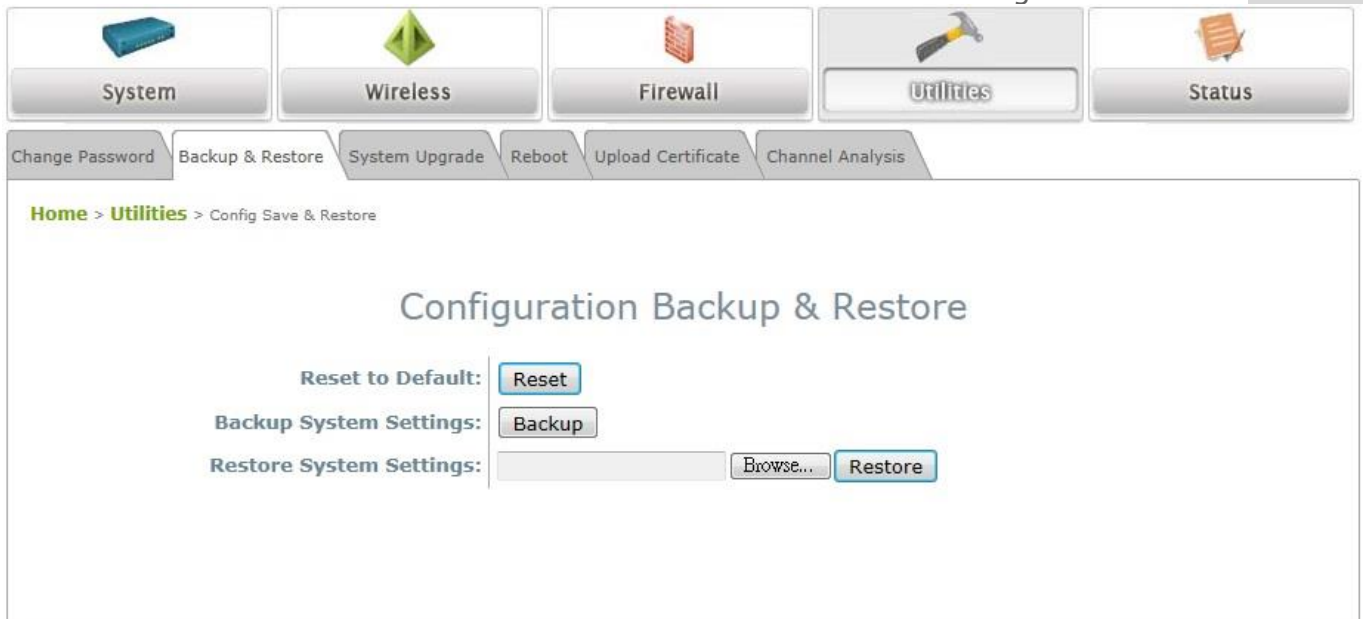 System Wireless Firewall Utilities Status
Change Password Backup & Restore System Upgrade Reboot Upload Certificate Channel Analysis
Home > Utilities > Config Save & Restore
Configuration Backup & Restore
Reset to Default: Reset
Backup System Settings: Backup
Restore System Settings: Browse... Restore